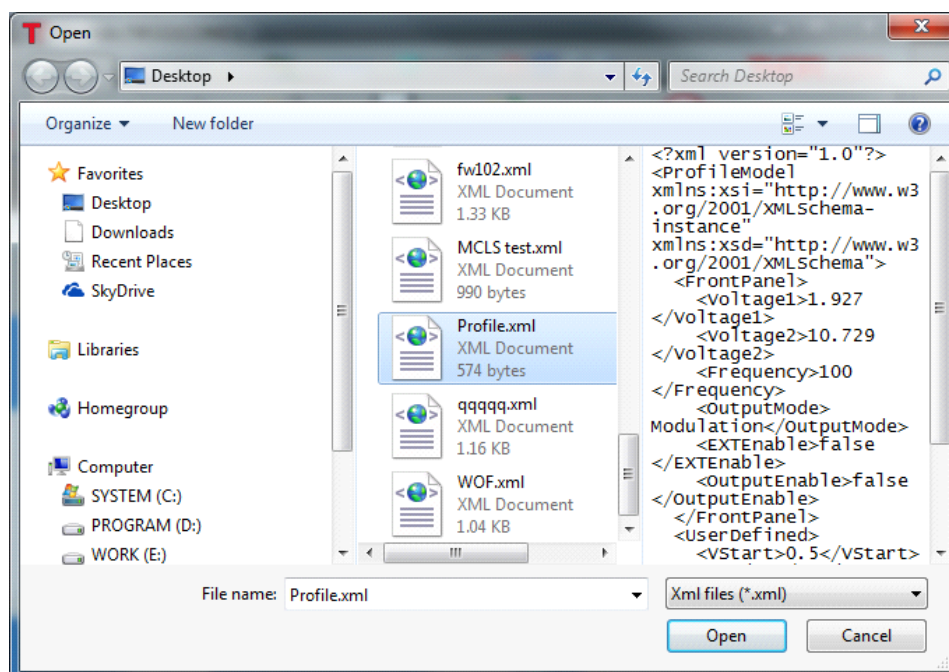 T Open
Desktop
Search Desktop
Organize
New folder
Favorites
Desktop
Downloads
Recent Places
SkyDrive
Libraries
Homegroup
Computer
SYSTEM (C:)
PROGRAM (D:)
WORK (E:)
fw102.xml
XML Document
1.33 KB
MCLS test.xml
XML Document
990 bytes
Profile.xml
XML Document
574 bytes
qqqqq.xml
XML Document
1.16 KB
WOF.xml
XML Document
1.04 KB
<?xml version="1.0"?>
<ProfileModel
xmlns:xsi="http://www.w3
.org/2001/XMLSchema-
instance"
xmlns:xsd="http://www.w3
.org/2001/XMLSchema">
<FrontPanel>
<Voltage1>1.927
</Voltage1>
<Voltage2>10.729
</Voltage2>
<Frequency>100
</Frequency>
<OutputMode>
Modulation</OutputMode>
<EXTEnable>false
</EXTEnable>
<OutputEnable>false
</OutputEnable>
</FrontPanel>
<UserDefined>
<VStart>0.5</VStart>
File name:
Profile.xml
Xml files (*.xml)
Open
Cancel